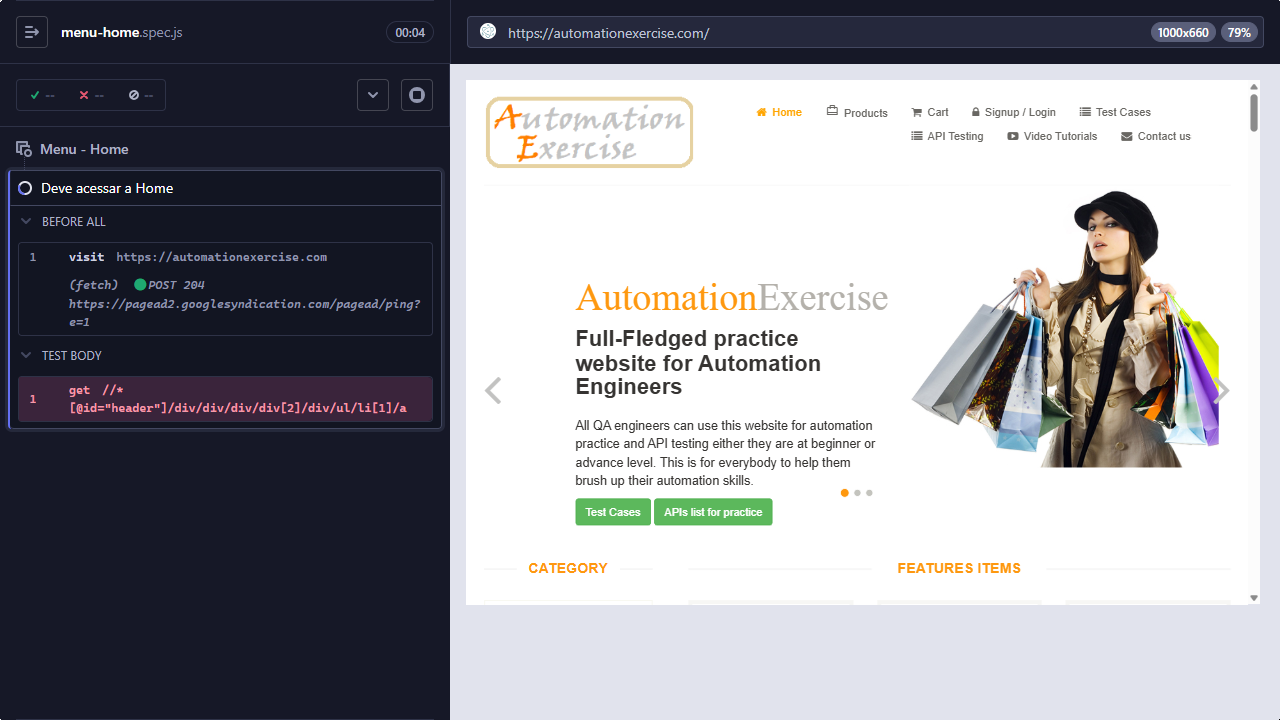 menu-home.spec.js
00:04
https://automationexercise.com/
1000x660
79%
--
--
--
Menu - Home
Deve acessar a Home
BEFORE ALL
1 visit https://automationexercise.com
(fetch) POST 204
https://pagead2.googlesyndication.com/pagead/ping?
e=1
TEST BODY
1 get //*
[@id="header"]/div/div/div/div[2]/div/ul/li[1]/a
Automation
Exercise
Home Products Cart Signup / Login Test Cases
API Testing Video Tutorials Contact us
AutomationExercise
Full-Fledged practice
website for Automation
Engineers
All QA engineers can use this website for automation
practice and API testing either they are at beginner or
advance level. This is for everybody to help them
brush up their automation skills.
Test Cases APIs list for practice
CATEGORY
FEATURES ITEMS